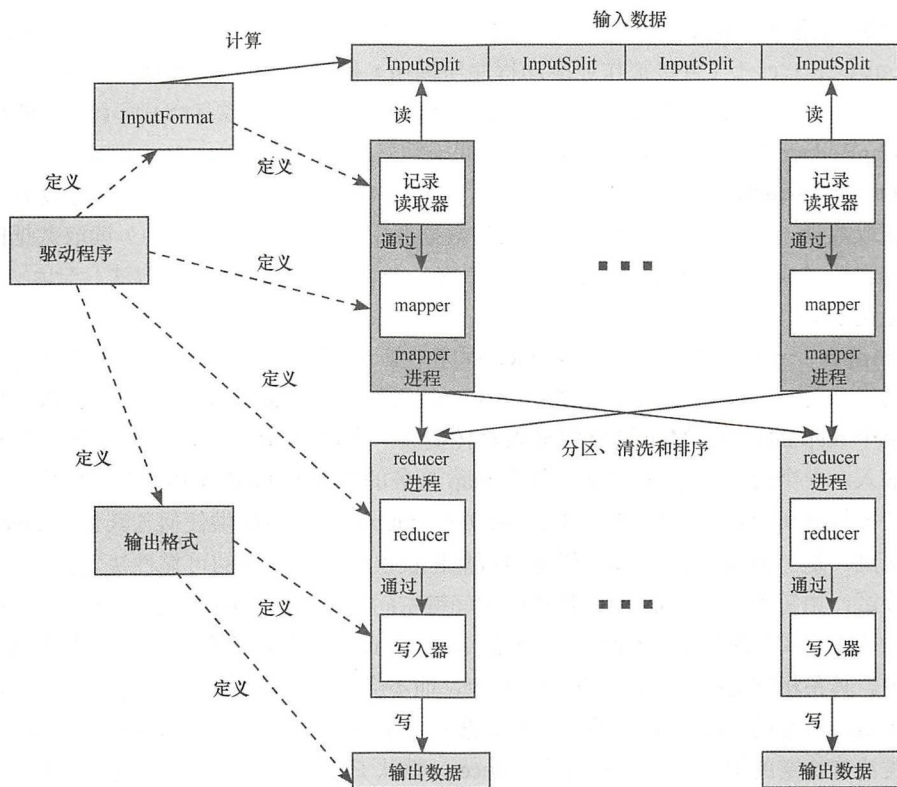 输入数据
计算
InputSplit
InputSplit
InputSplit
InputSplit
InputFormat
读
读
定义
定义
记录
读取器
记录
读取器
驱动程序
定义
通过
通过
mapper
mapper
mapper
进程
mapper
进程
定义
定义
分区、清洗和排序
reducer
进程
reducer
进程
输出格式
reducer
reducer
定义
通过
通过
写入器
写入器
定义
写
写
输出数据
输出数据